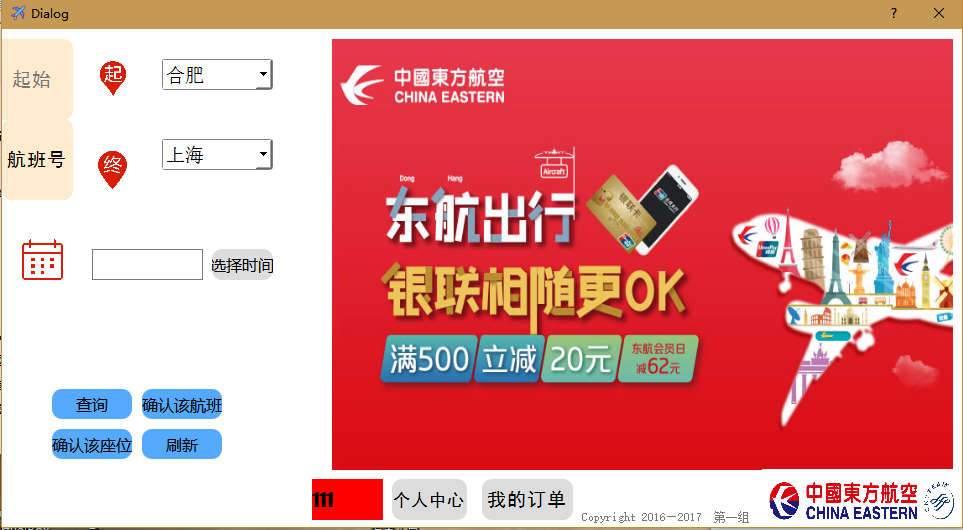 Dialog
?
起始
起
合肥
航班号
终
上海
选择时间
查询
确认该航班
确认该座位
刷新
中國東方航空
CHINA EASTERN
Aircraft
Dong Hang
东航出行
银联卡
银联相随更OK
满500 立减 20元
东航会员日
减62元
111
个人中心
我的订单
Copyright 2016—2017 第一组
中國東方航空
CHINA EASTERN
SKYTEAM